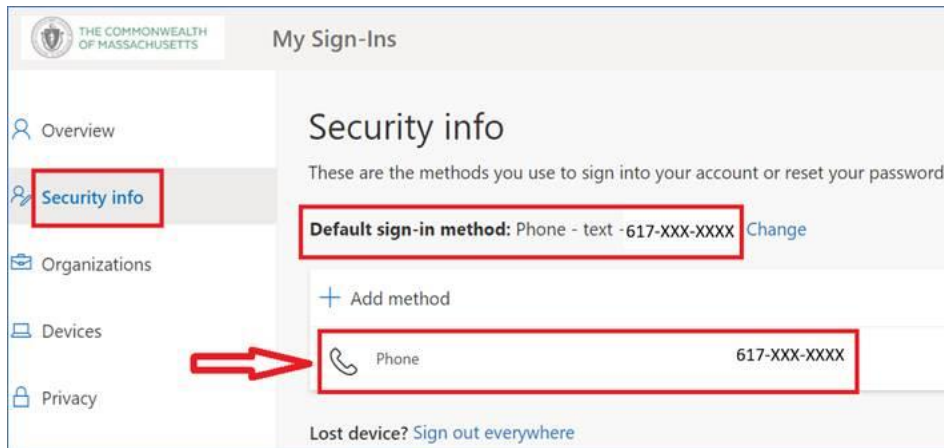 THE COMMONWEALTH
OF MASSACHUSETTS
My Sign-Ins
Overview
Security info
Organizations
Devices
Privacy
Security info
These are the methods you use to sign into your account or reset your password
Default sign-in method: Phone - text - 617-XXX-XXXX Change
+ Add method
Phone 617-XXX-XXXX
Lost device? Sign out everywhere